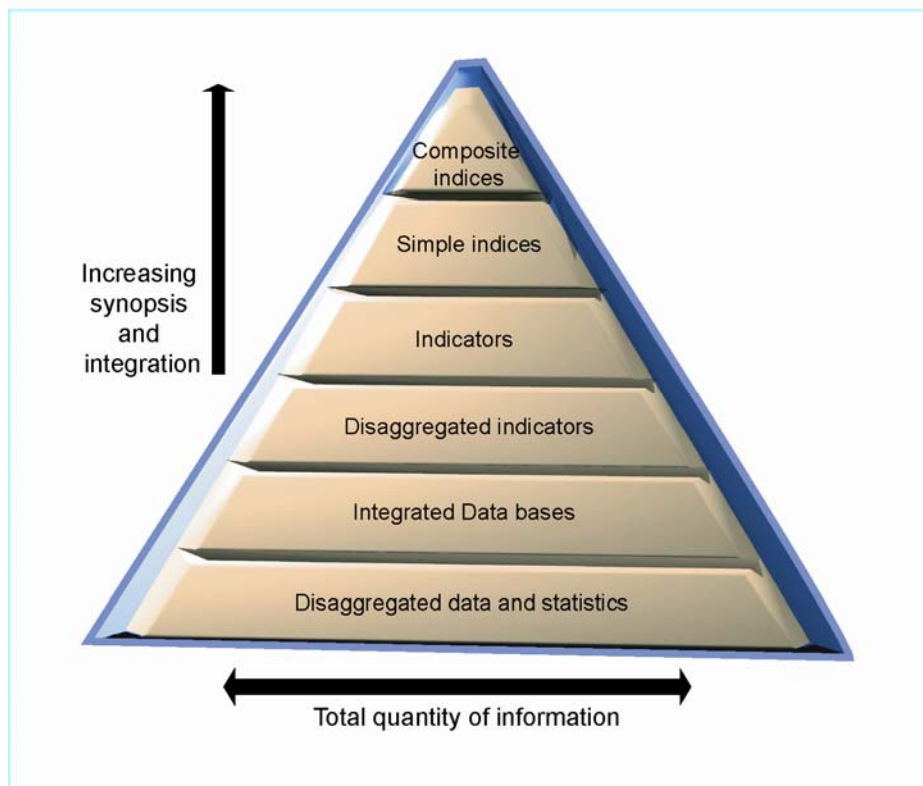 Composite
indices
Simple indices
Increasing
synopsis
and
integration
Indicators
Disaggregated indicators
Integrated Data bases
Disaggregated data and statistics
Total quantity of information